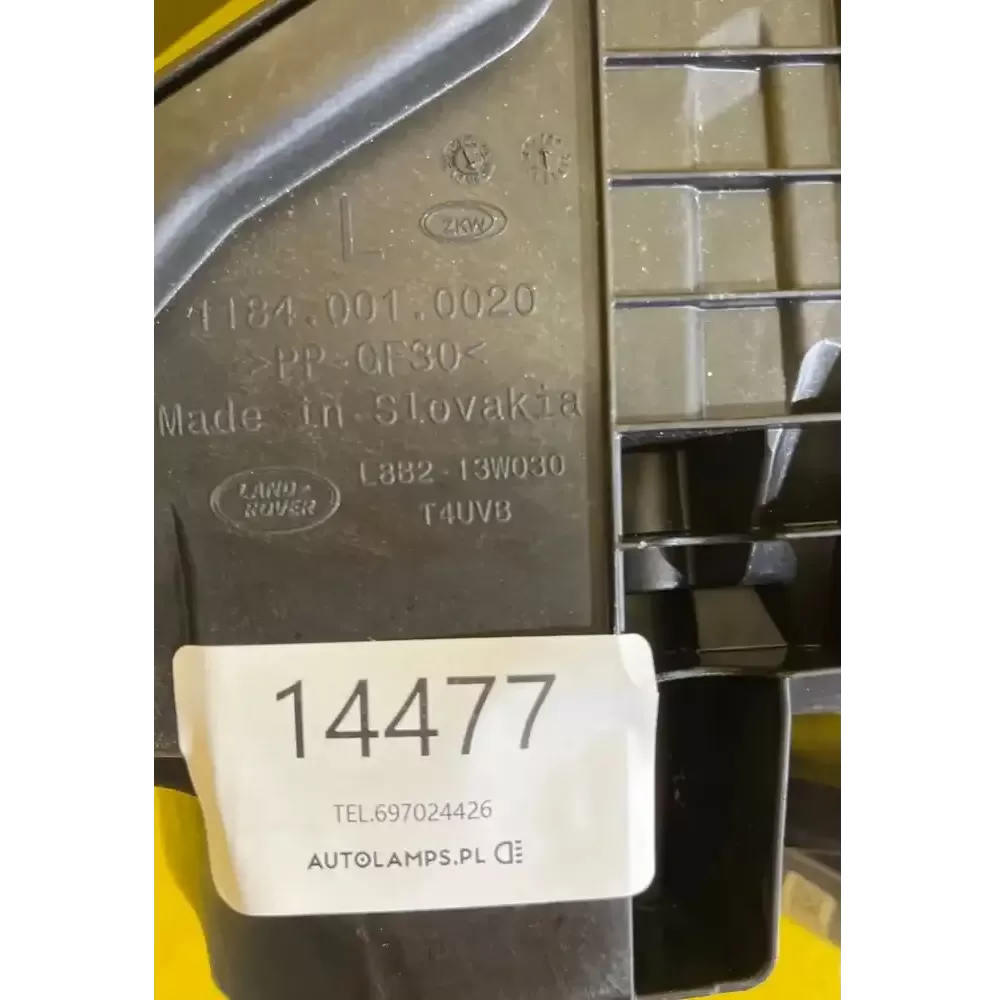 L ZKW
1184.001.0020
>PP-GF30<
Made in Slovakia
LAND-
ROVER
L8B2-13W030
T4UVB
14477
TEL.697024426
AUTOLAMPS.PL